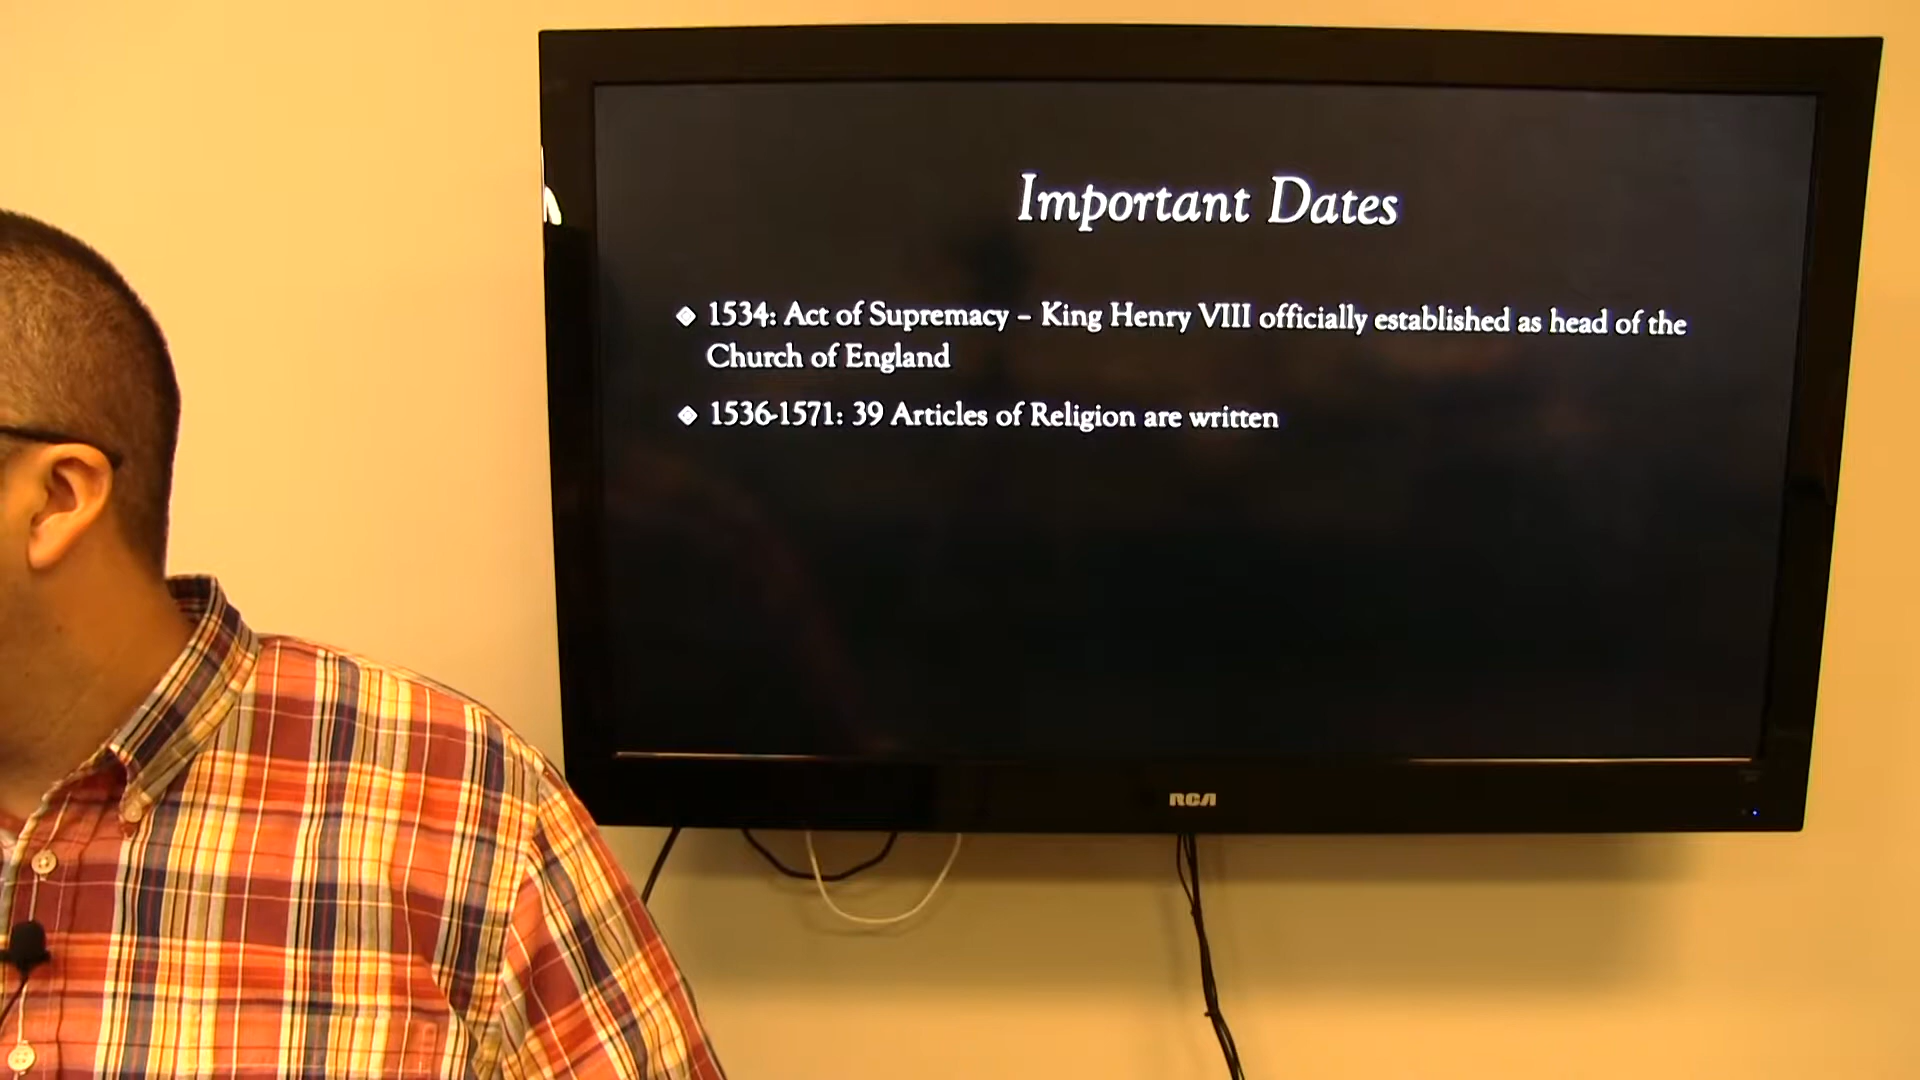 Important Dates
1534: Act of Supremacy – King Henry VIII officially established as head of the
Church of England
1536-1571: 39 Articles of Religion are written
RCA